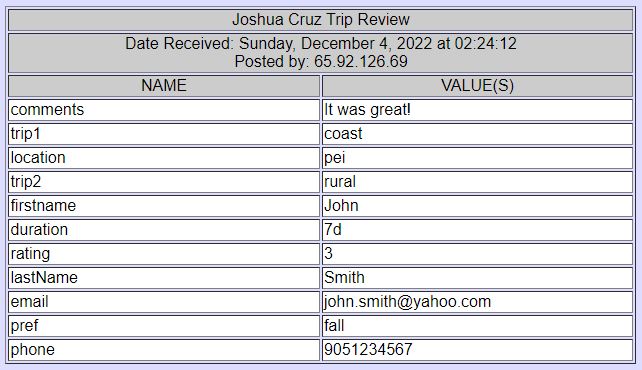 Joshua Cruz Trip Review
Date Received: Sunday, December 4, 2022 at 02:24:12
Posted by: 65.92.126.69
NAME VALUE(S)
comments It was great!
trip1 coast
location pei
trip2 rural
firstname John
duration 7d
rating 3
lastName Smith
email john.smith@yahoo.com
pref fall
phone 9051234567